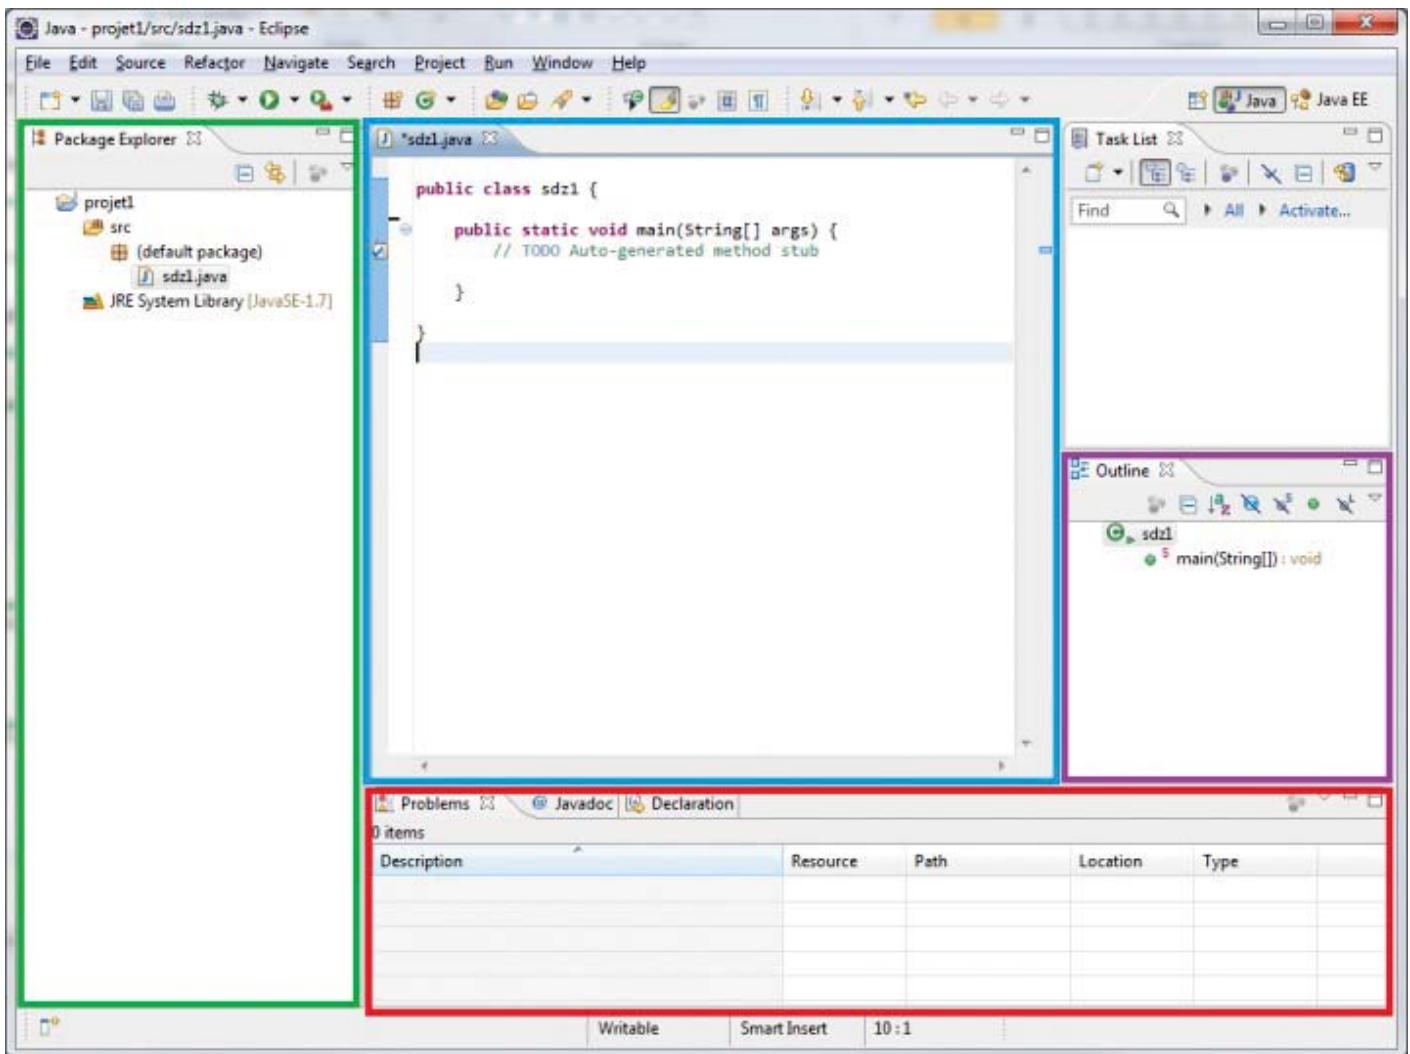 Java - projet1/src/sdz1.java - Eclipse
File Edit Source Refactor Navigate Search Project Run Window Help
Java Java EE
Package Explorer
projet1
src
(default package)
sdz1.java
JRE System Library [JavaSE-1.7]
*sdz1.java
public class sdz1 {
public static void main(String[] args) {
// TODO Auto-generated method stub
}
}
Task List
Find All Activate...
Outline
sdz1
main(String[]) : void
Problems Javadoc Declaration
0 items
Description Resource Path Location Type
Writable Smart Insert 10 : 1